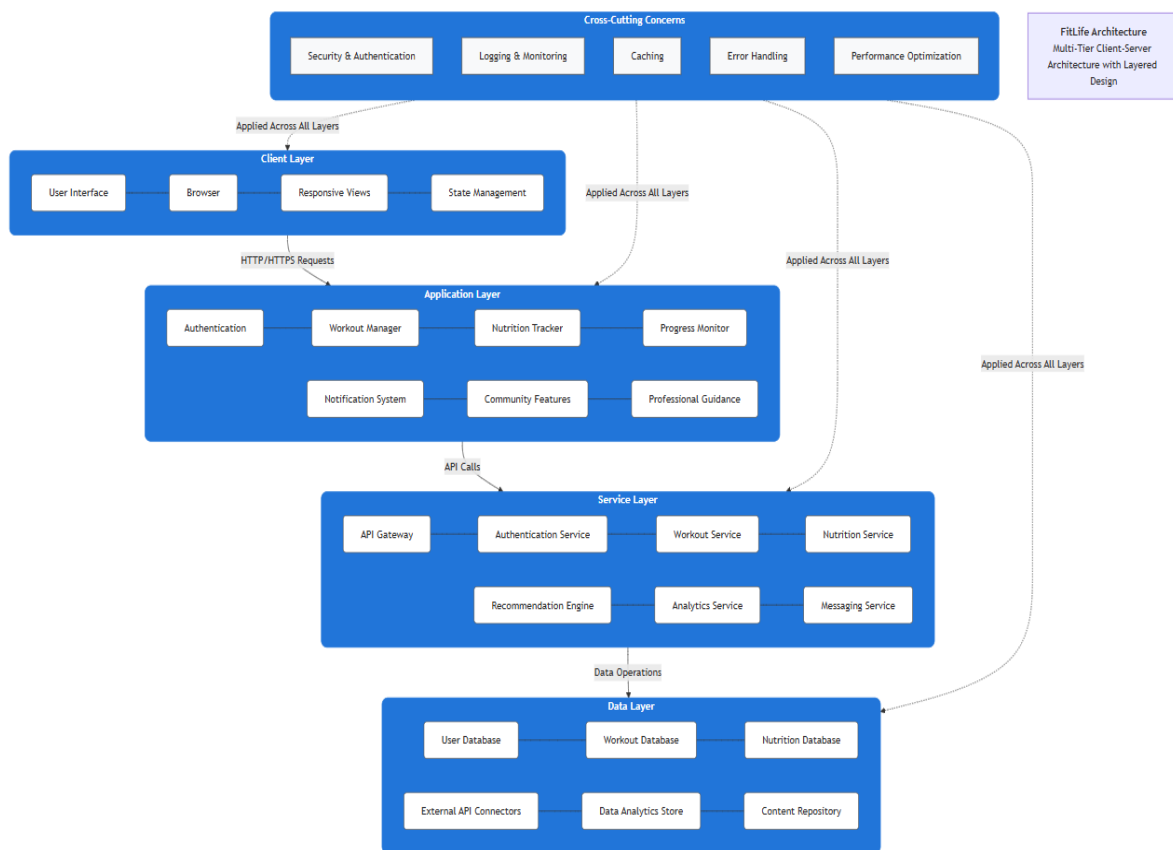 Cross-Cutting Concerns
Security & Authentication
Logging & Monitoring
Caching
Error Handling
Performance Optimization
FitLife Architecture
Multi-Tier Client-Server
Architecture with Layered
Design
Applied Across All Layers
Client Layer
User Interface
Browser
Responsive Views
State Management
Applied Across All Layers
HTTP/HTTPS Requests
Applied Across All Layers
Application Layer
Authentication
Workout Manager
Nutrition Tracker
Progress Monitor
Applied Across All Layers
Notification System
Community Features
Professional Guidance
API Calls
Service Layer
API Gateway
Authentication Service
Workout Service
Nutrition Service
Recommendation Engine
Analytics Service
Messaging Service
Data Operations
Data Layer
User Database
Workout Database
Nutrition Database
External API Connectors
Data Analytics Store
Content Repository